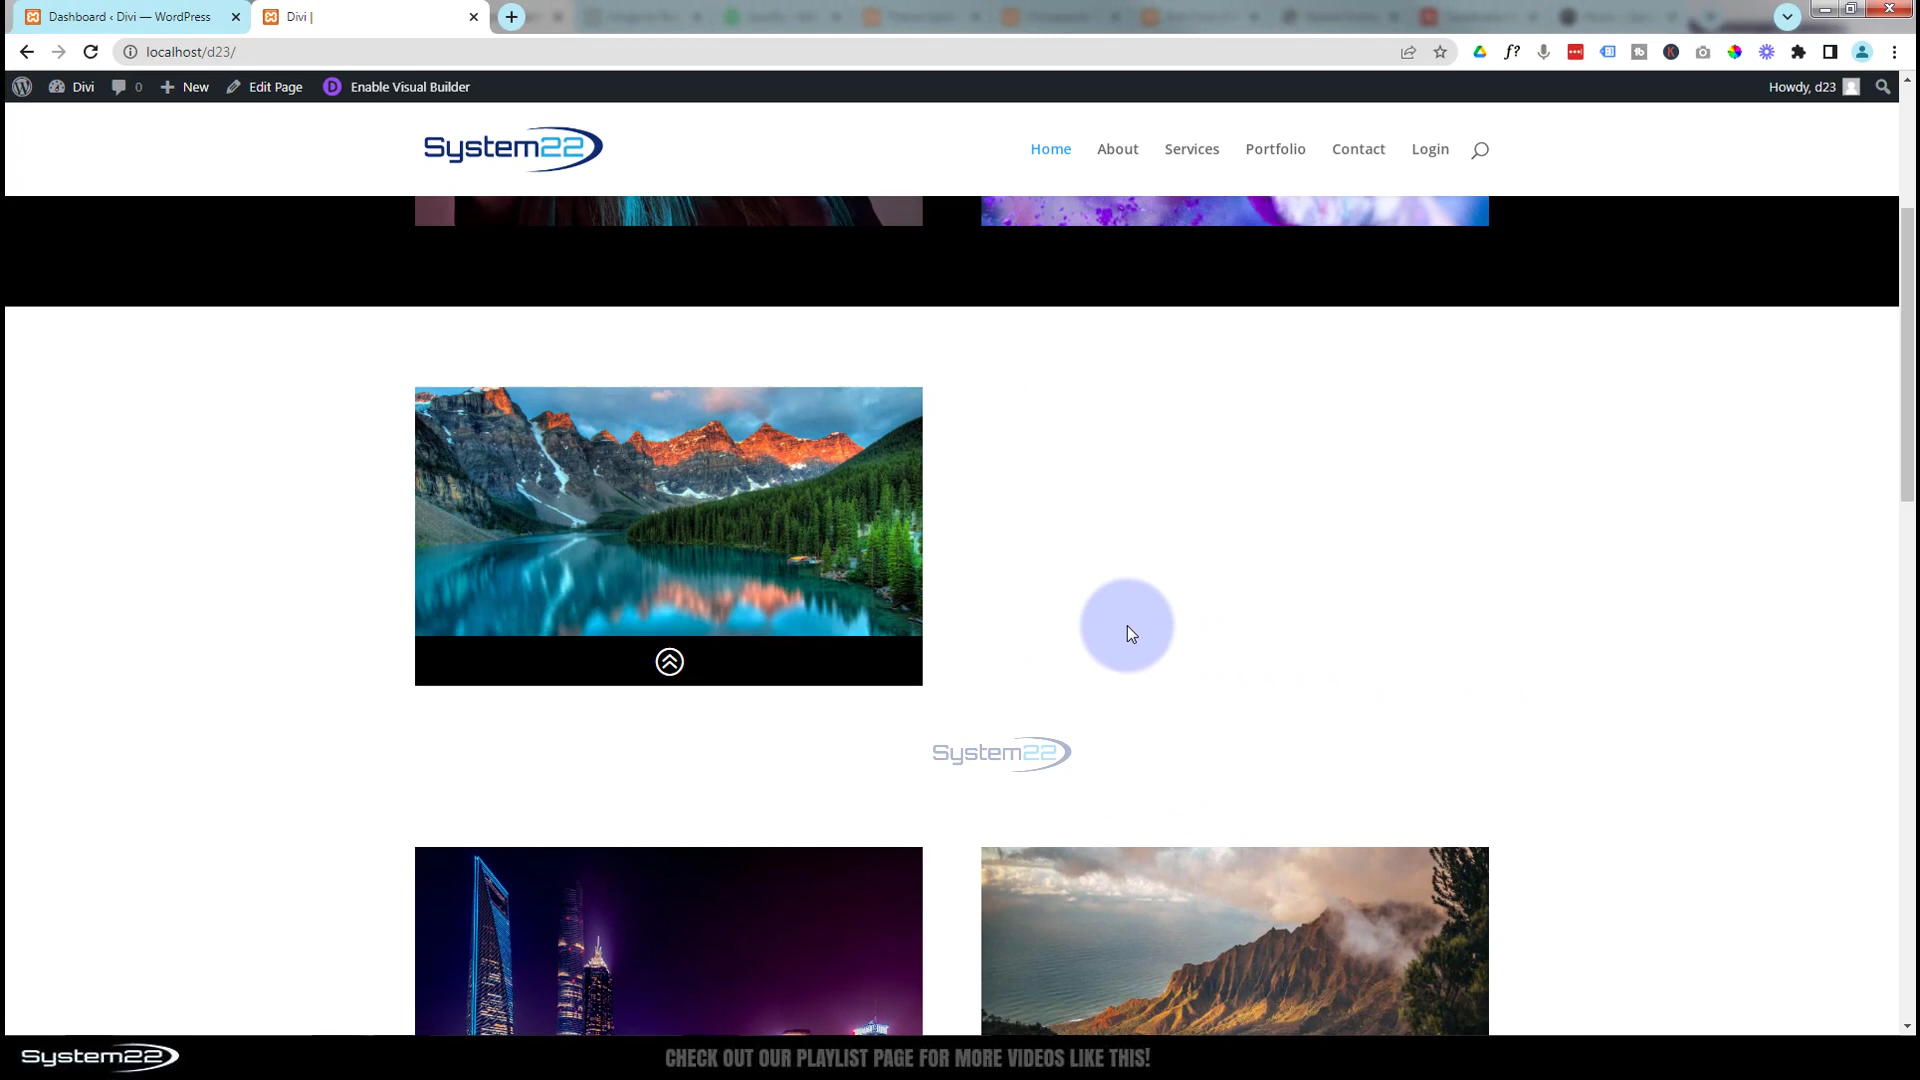 Dashboard ‹ Divi — WordPress
Divi |
localhost/d23/
Divi
0
New
Edit Page
Enable Visual Builder
Howdy, d23
System22
Home
About
Services
Portfolio
Contact
Login
System22
System22
CHECK OUT OUR PLAYLIST PAGE FOR MORE VIDEOS LIKE THIS!